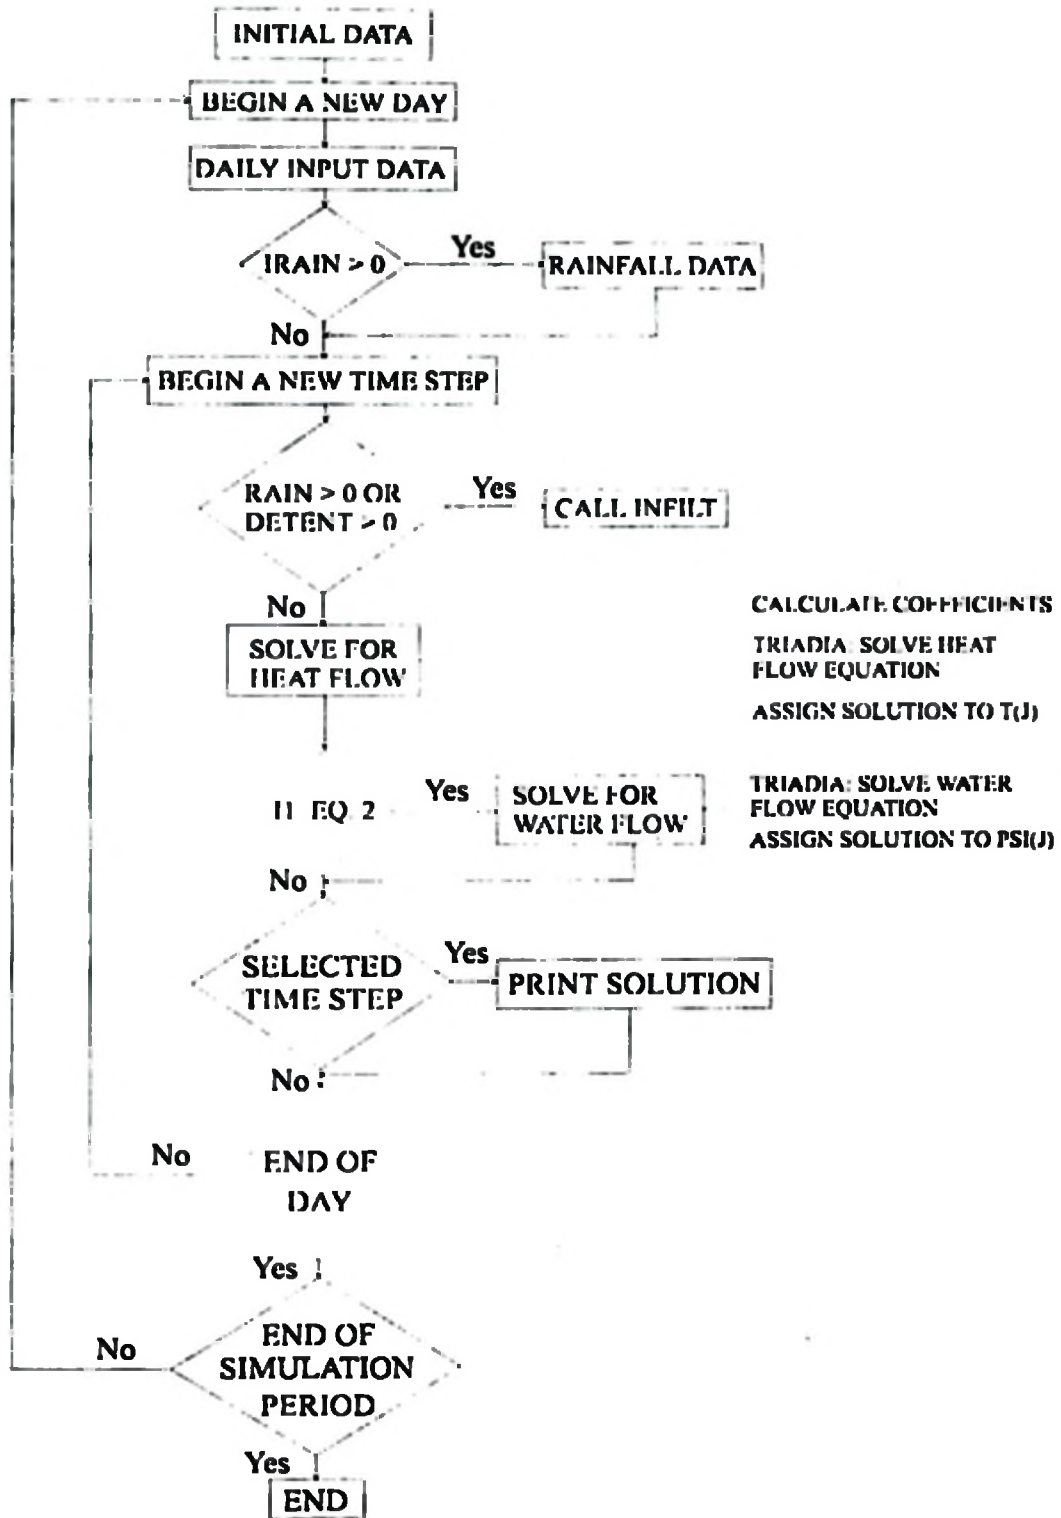 INITIAL DATA
BEGIN A NEW DAY
DAILY INPUT DATA
IRAIN > 0
Yes
RAINFALL DATA
No
BEGIN A NEW TIME STEP
RAIN > 0 OR
DETENT > 0
Yes
CALL INFILT
No
SOLVE FOR
HEAT FLOW
CALCULATE COEFFICIENTS
TRIADIA: SOLVE HEAT
FLOW EQUATION
ASSIGN SOLUTION TO T(J)
EQ. 2
Yes
SOLVE FOR
WATER FLOW
TRIADIA: SOLVE WATER
FLOW EQUATION
ASSIGN SOLUTION TO PSI(J)
No
SELECTED
TIME STEP
Yes
PRINT SOLUTION
No
No
END OF
DAY
Yes
END OF
SIMULATION
PERIOD
No
Yes
END